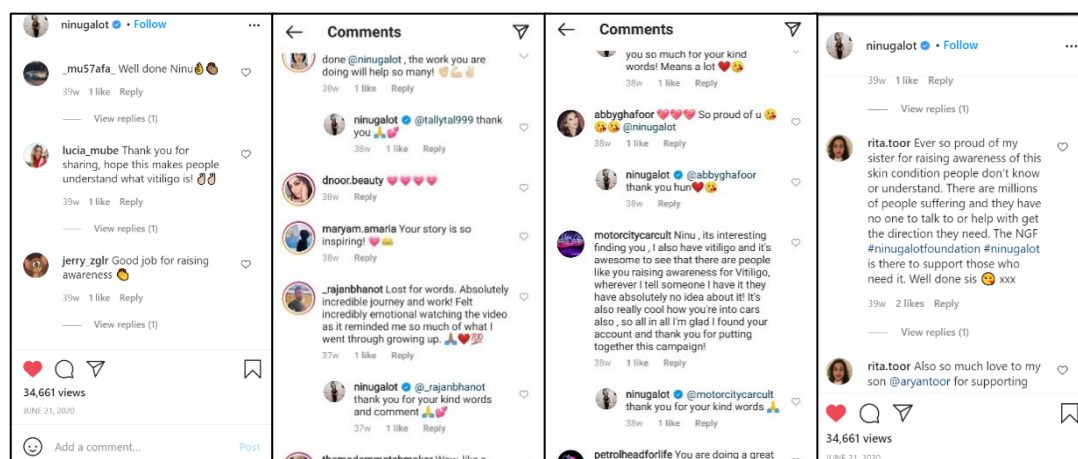 ninugalot • Follow
...
_mu57afa_ Well done Ninu👌🏾👏🏾
39w 1 like Reply
View replies (1)
lucia_mube Thank you for
sharing, hope this makes people
understand what vitiligo is! ✌🏻✌🏻
39w 1 like Reply
jerry_zglr Good job for raising
awareness 👏
39w 1 like Reply
View replies (1)
34,661 views
JUNE 21, 2020
Add a comment...
Post
Comments
done @ninugalot, the work you are
doing will help so many! 👏🏼💪🏼✌🏼
38w 1 like Reply
ninugalot @tallytal999 thank
you 🙏💕
38w 1 like Reply
dnoor.beauty 💗💗💗💗
38w Reply
maryam.amaria Your story is so
inspiring! 💗👑
38w Reply
_rajanbhanot Lost for words. Absolutely
incredible journey and work! Felt
incredibly emotional watching the video
as it reminded me so much of what I
went through growing up. 🙏🏽❤️💯
37w 1 like Reply
ninugalot @_rajanbhanot
thank you for your kind words
and comment 🙏💕
37w 1 like Reply
Comments
you so much for your kind
words! Means a lot ❤️😘
38w 1 like Reply
abbyghafoor 💖💖💖 So proud of u 😘
😘😘 @ninugalot
38w 1 like Reply
ninugalot @abbyghafoor
thank you hun❤️😘
38w Reply
motorcitycarcult Ninu , its interesting
finding you , I also have vitiligo and it's
awesome to see that there are people
like you raising awareness for Vitiligo,
wherever I tell someone I have it they
have absolutely no idea about it! It's
also really cool how you're into cars
also , so all in all I'm glad I found your
account and thank you for putting
together this campaign!
38w 1 like Reply
ninugalot @motorcitycarcult
thank you for your kind words 🙏
38w 1 like Reply
petrolheadforlife You are doing a great
ninugalot • Follow
...
39w 1 like Reply
View replies (1)
rita.toor Ever so proud of my
sister for raising awareness of this
skin condition people don't know
or understand. There are millions
of people suffering and they have
no one to talk to or help with get
the direction they need. The NGF
#ninugalotfoundation #ninugalot
is there to support those who
need it. Well done sis 😘 xxx
39w 2 likes Reply
View replies (1)
rita.toor Also so much love to my
son @aryantoor for supporting
34,661 views
JUNE 21, 2020